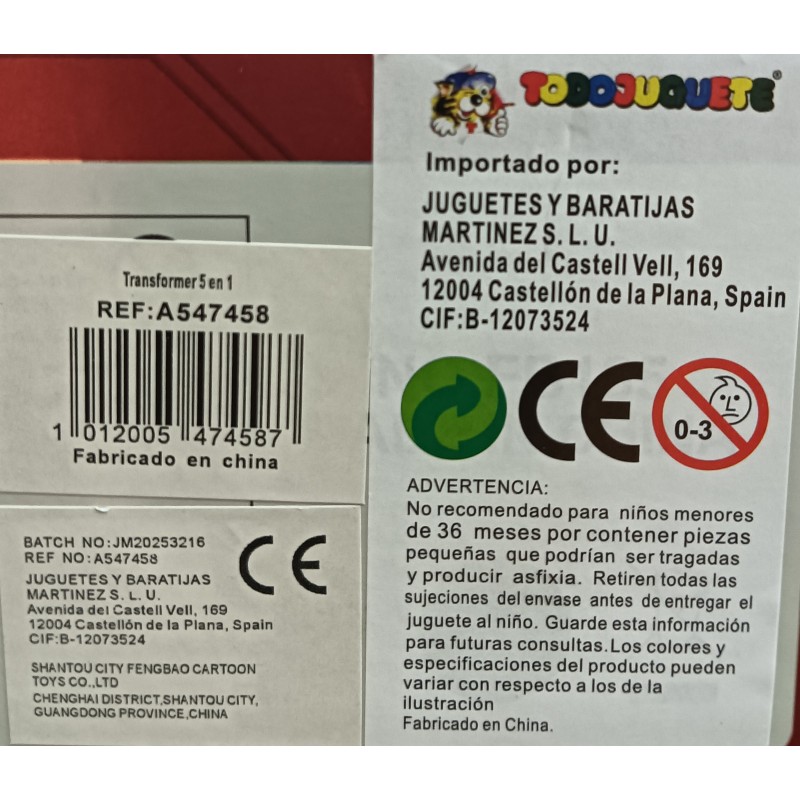 Transformer 5 en 1
REF:A547458
1 012005 474587
Fabricado en china
BATCH NO:JM20253216
REF NO:A547458
JUGUETES Y BARATIJAS
MARTINEZ S. L. U.
Avenida del Castell Vell, 169
12004 Castellón de la Plana, Spain
CIF:B-12073524
SHANTOU CITY FENGBAO CARTOON
TOYS CO.,LTD
CHENGHAI DISTRICT,SHANTOU CITY,
GUANGDONG PROVINCE,CHINA
CE
TODOJUGUETE®
Importado por:
JUGUETES Y BARATIJAS
MARTINEZ S. L. U.
Avenida del Castell Vell, 169
12004 Castellón de la Plana, Spain
CIF:B-12073524
CE
0-3
ADVERTENCIA:
No recomendado para niños menores
de 36 meses por contener piezas
pequeñas que podrían ser tragadas
y producir asfixia. Retiren todas las
sujeciones del envase antes de entregar el
juguete al niño. Guarde esta información
para futuras consultas.Los colores y
especificaciones del producto pueden
variar con respecto a los de la
ilustración
Fabricado en China.